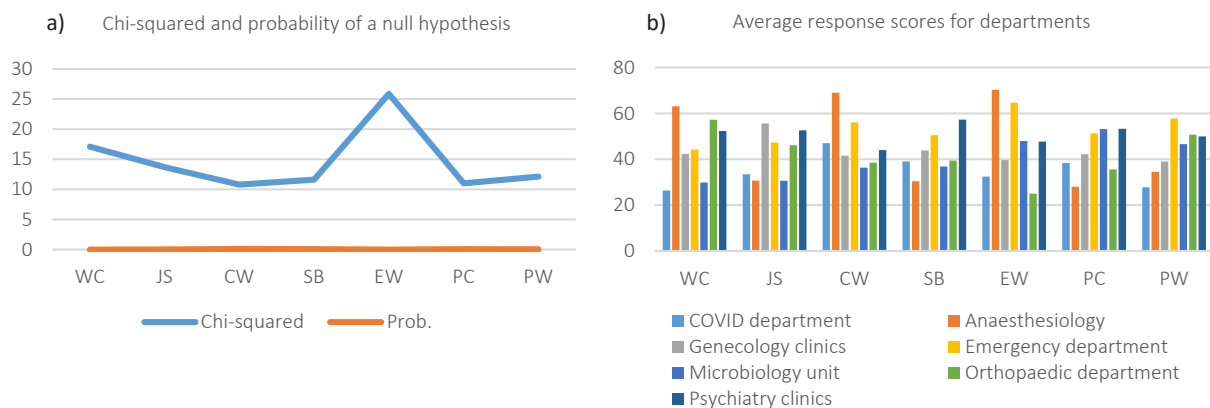 a) Chi-squared and probability of a null hypothesis
30
25
20
15
10
5
0
WC JS CW SB EW PC PW
Chi-squared Prob.
b) Average response scores for departments
80
60
40
20
0
WC JS CW SB EW PC PW
COVID department Anaesthesiology
Genecology clinics Emergency department
Microbiology unit Orthopaedic department
Psychiatry clinics